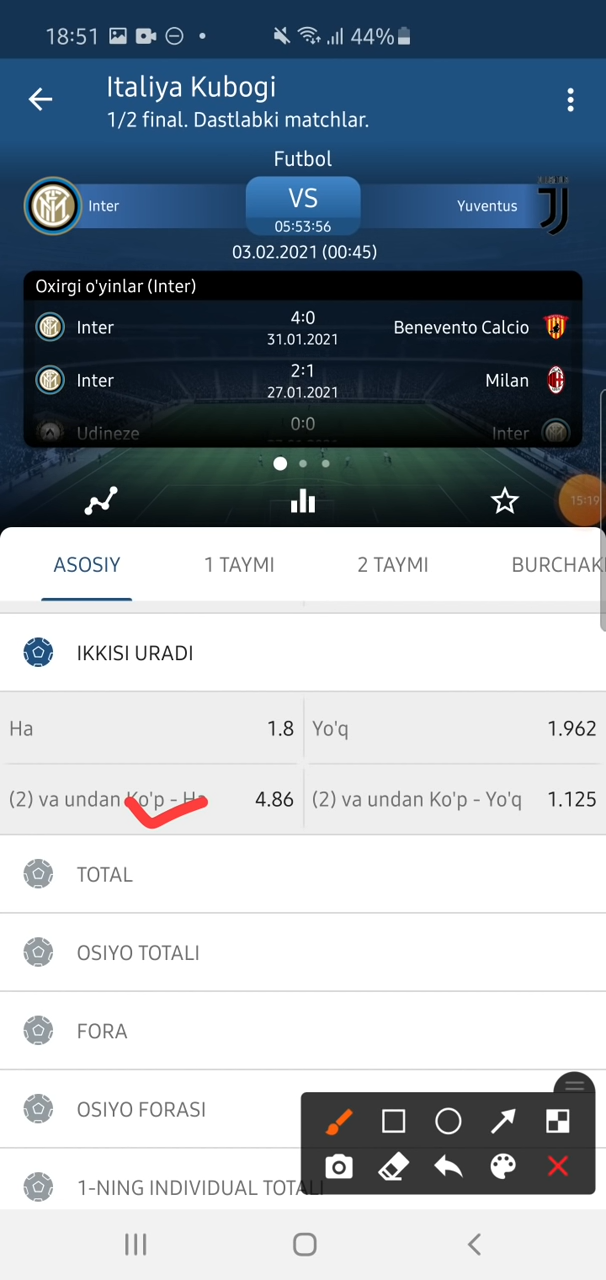 18:51 44%
Italiya Kubogi
1/2 final. Dastlabki matchlar.
Futbol
Inter VS Yuventus
05:53:56
03.02.2021 (00:45)
Oxirgi o'yinlar (Inter)
Inter 4:0 Benevento Calcio
31.01.2021
Inter 2:1 Milan
27.01.2021
Udineze 0:0 Inter
15:19
ASOSIY 1 TAYMI 2 TAYMI BURCHAK
IKKISI URADI
Ha 1.8 Yo'q 1.962
(2) va undan Ko'p - Ha 4.86 (2) va undan Ko'p - Yo'q 1.125
TOTAL
OSIYO TOTALI
FORA
OSIYO FORASI
1-NING INDIVIDUAL TOTALI